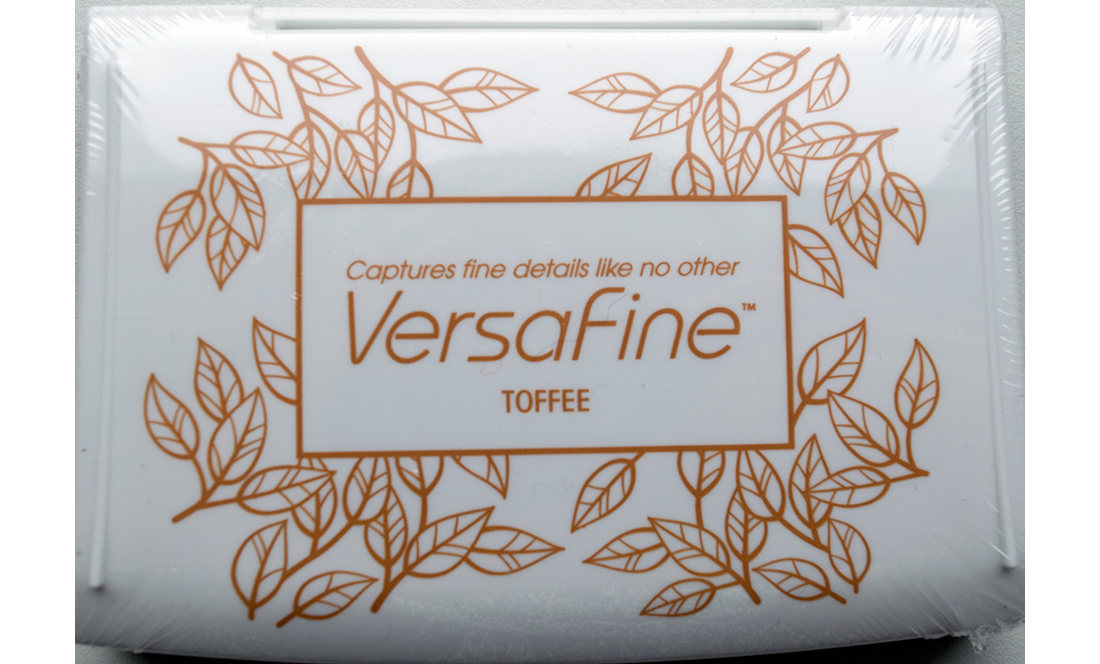 Captures fine details like no other
VersaFine™
TOFFEE